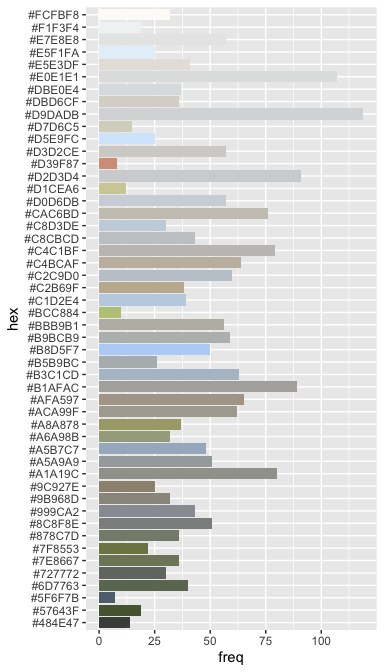 #FCFBF8
#F1F3F4
#E7E8E8
#E5F1FA
#E5E3DF
#E0E1E1
#DBE0E4
#DBD6CF
#D9DADB
#D7D6C5
#D5E9FC
#D3D2CE
#D39F87
#D2D3D4
#D1CEA6
#D0D6DB
#CAC6BD
#C8D3DE
#C8CBCD
#C4C1BF
#C4BCAF
#C2C9D0
#C2B69F
#C1D2E4
#BCC884
#BBB9B1
#B9BCB9
#B8D5F7
#B5B9BC
#B3C1CD
#B1AFAC
#AFA597
#ACA99F
#A8A878
#A6A98B
#A5B7C7
#A5A9A9
#A1A19C
#9C927E
#9B968D
#999CA2
#8C8F8E
#878C7D
#7F8553
#7E8667
#727772
#6D7763
#5F6F7B
#57643F
#484E47
hex
0 25 50 75 100
freq